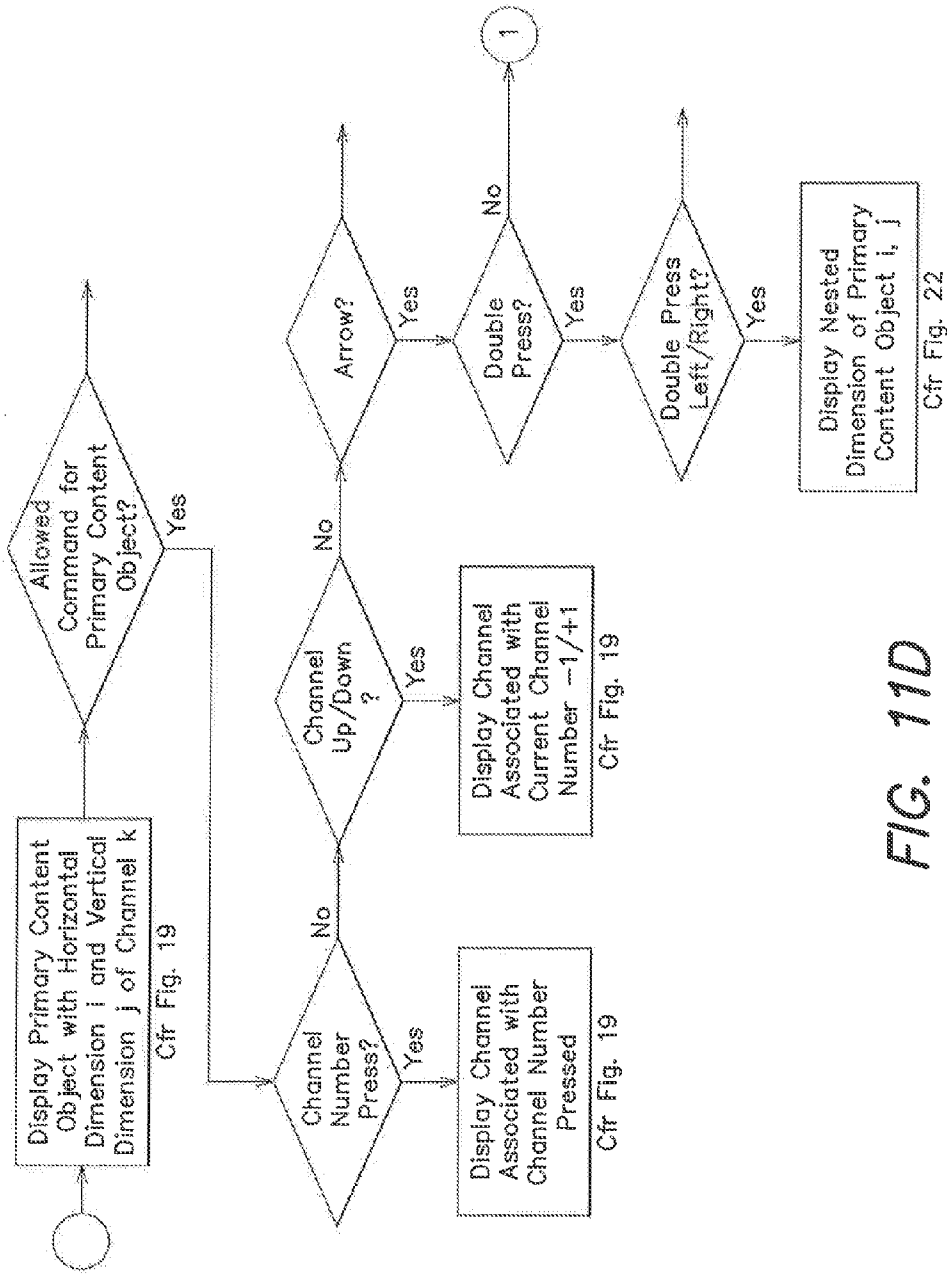 Display Primary Content
Object with Horizontal
Dimension i and Vertical
Dimension j of Channel k
Cfr Fig. 19
Allowed
Command for
Primary Content
Object?
Yes
Channel
Number
Press?
No
Yes
Display Channel
Associated with
Channel Number
Pressed
Cfr Fig. 19
Channel
Up/Down
?
No
Yes
Display Channel
Associated with
Current Channel
Number -1/+1
Cfr Fig. 19
Arrow?
Yes
Double
Press?
No
1
Yes
Double Press
Left/Right?
Yes
Display Nested
Dimension of Primary
Content Object i, j
Cfr Fig. 22
FIG. 11D